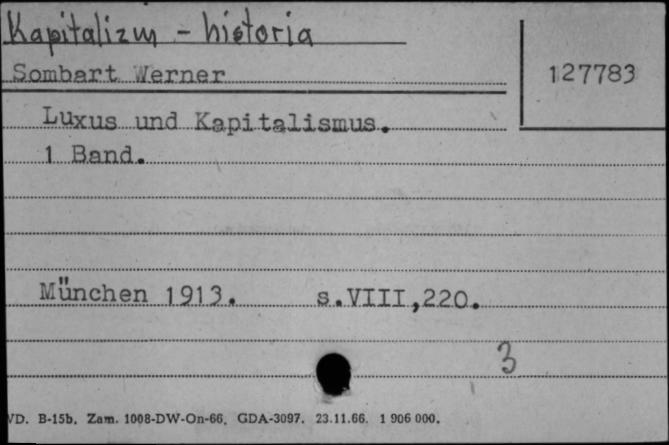 Kapitalizm - historia
Sombart Werner
127783
Luxus und Kapitalismus.
1 Band.
München 1913. s.VIII,220.
3
VD. B-15b. Zam. 1008-DW-On-66. GDA-3097. 23.11.66. 1 906 000.